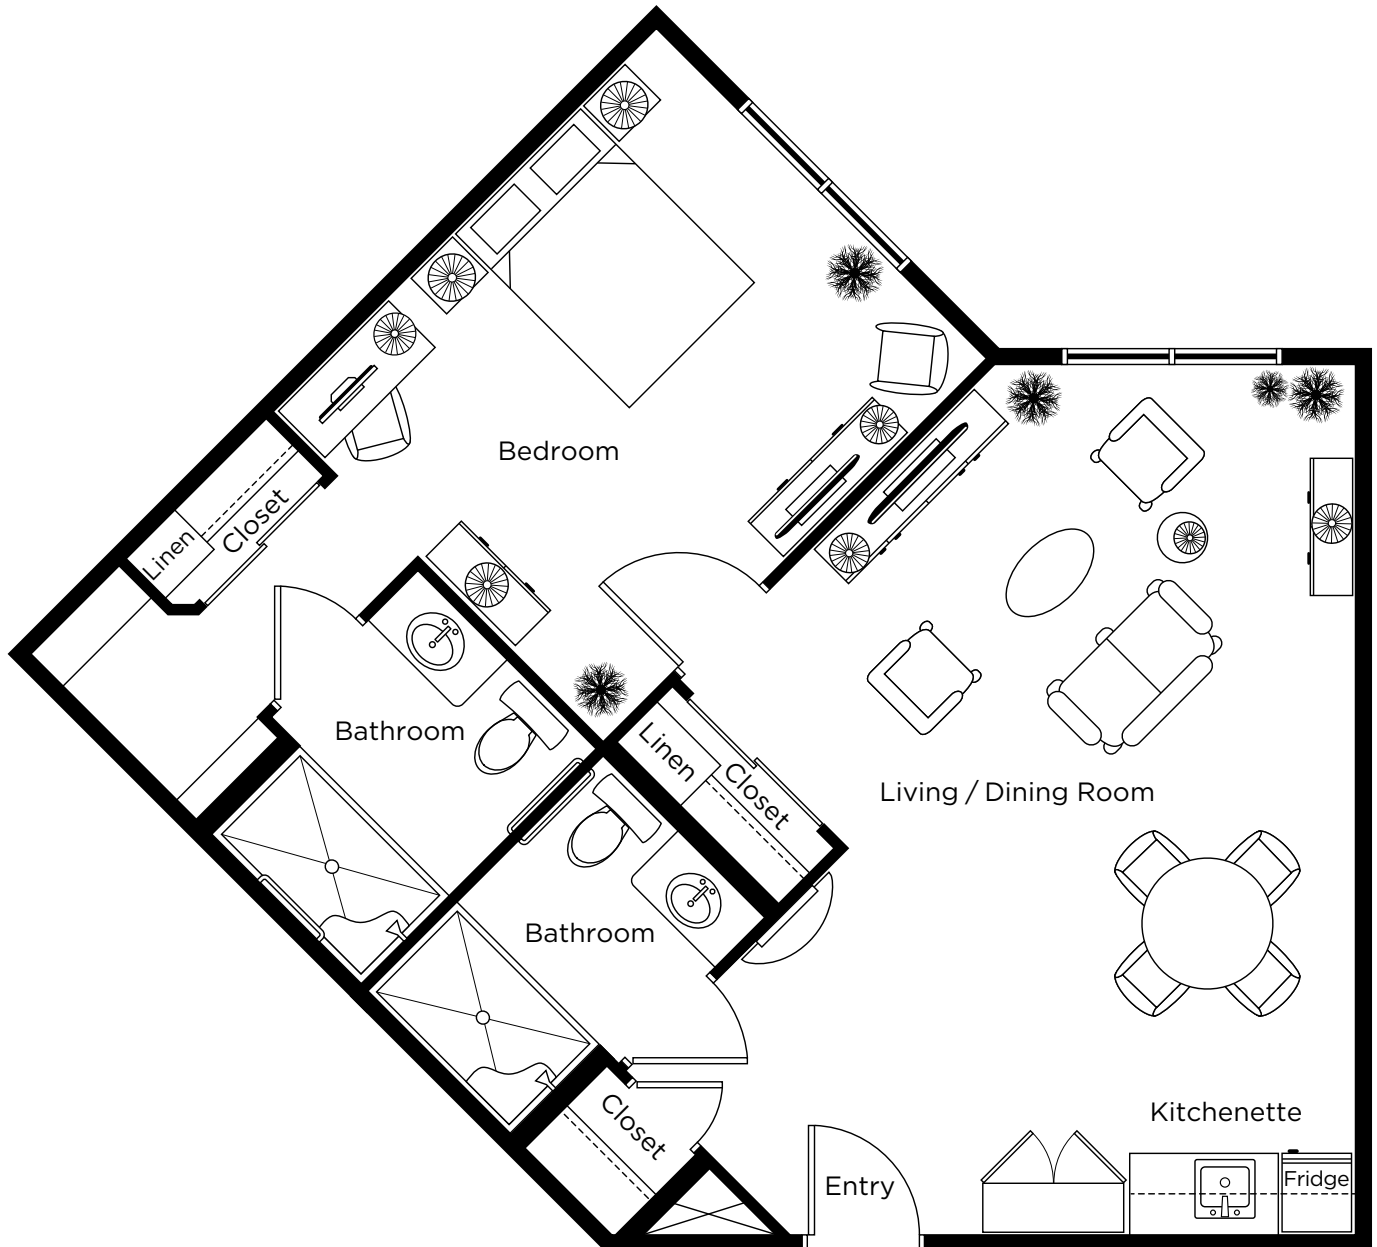 Bedroom
Closet
Linen
Bathroom
Linen
Closet
Living / Dining Room
Bathroom
Closet
Kitchenette
Entry
Fridge